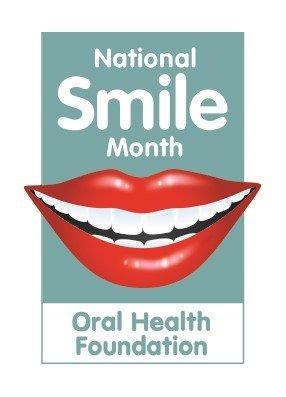 National
Smile
Month
Oral Health
Foundation